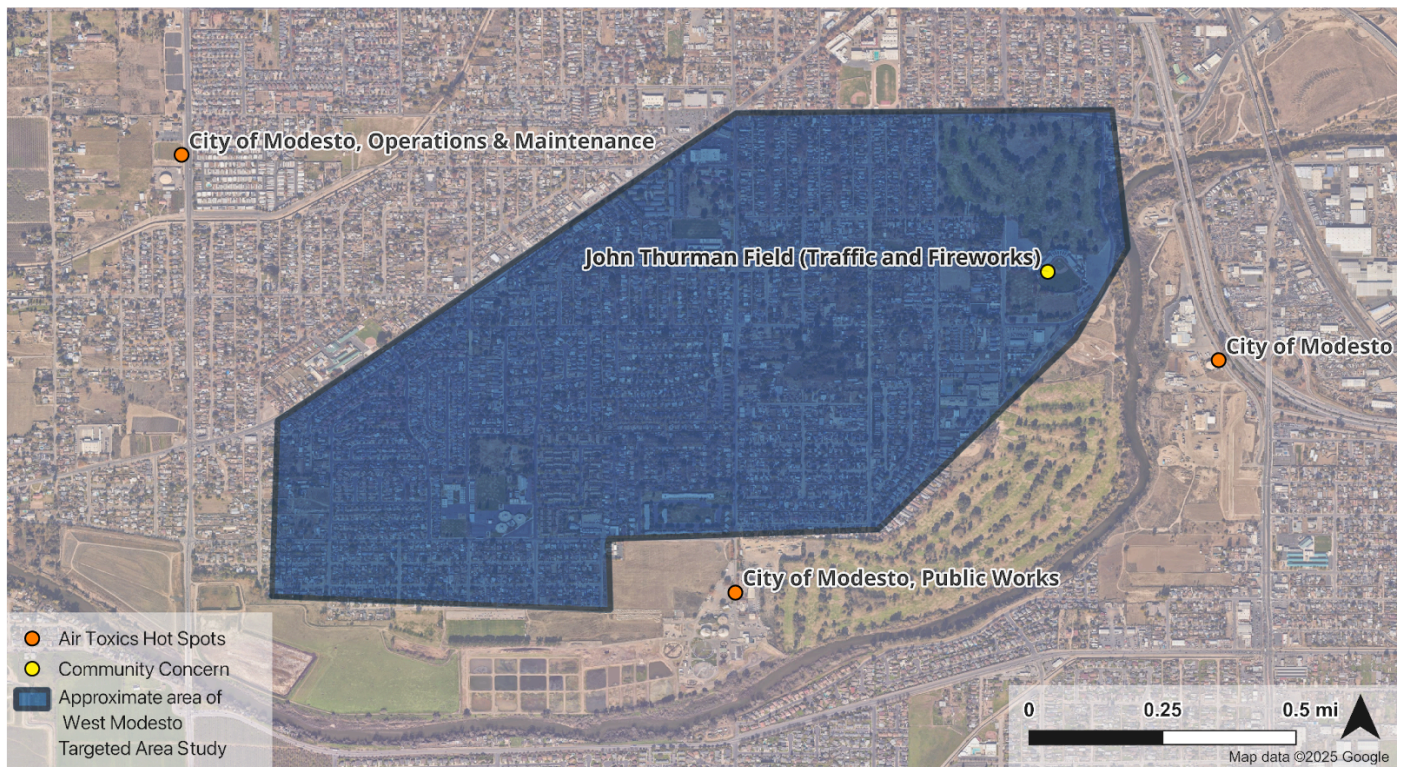 City of Modesto, Operations & Maintenance
John Thurman Field (Traffic and Fireworks)
City of Modesto
City of Modesto, Public Works
Air Toxics Hot Spots
Community Concern
Approximate area of
West Modesto
Targeted Area Study
0 0.25 0.5 mi
Map data ©2025 Google